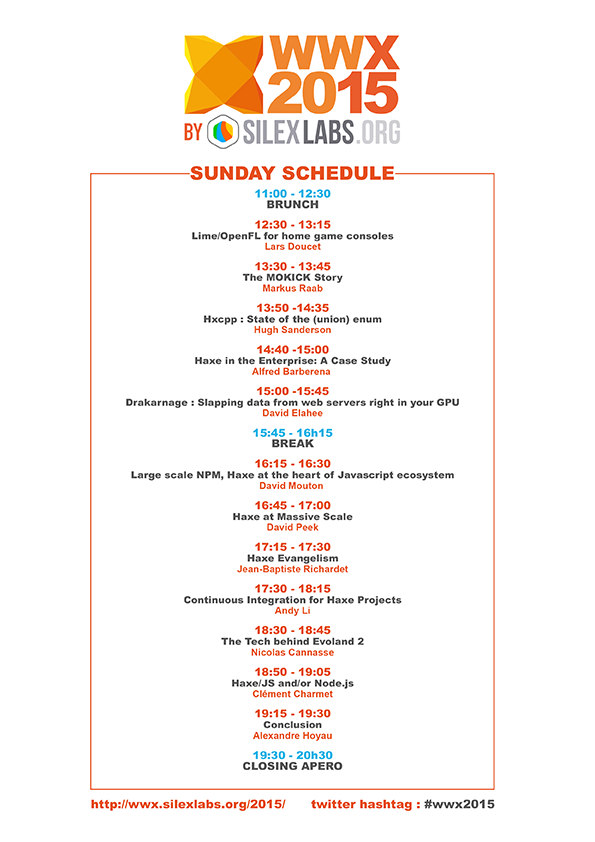 WWX
2015
BY SILEXLABS.ORG
SUNDAY SCHEDULE
11:00 - 12:30
BRUNCH
12:30 - 13:15
Lime/OpenFL for home game consoles
Lars Doucet
13:30 - 13:45
The MOKICK Story
Markus Raab
13:50 -14:35
Hxcpp : State of the (union) enum
Hugh Sanderson
14:40 -15:00
Haxe in the Enterprise: A Case Study
Alfred Barberena
15:00 -15:45
Drakarnage : Slapping data from web servers right in your GPU
David Elahee
15:45 - 16h15
BREAK
16:15 - 16:30
Large scale NPM, Haxe at the heart of Javascript ecosystem
David Mouton
16:45 - 17:00
Haxe at Massive Scale
David Peek
17:15 - 17:30
Haxe Evangelism
Jean-Baptiste Richardet
17:30 - 18:15
Continuous Integration for Haxe Projects
Andy Li
18:30 - 18:45
The Tech behind Evoland 2
Nicolas Cannasse
18:50 - 19:05
Haxe/JS and/or Node.js
Clément Charmet
19:15 - 19:30
Conclusion
Alexandre Hoyau
19:30 - 20h30
CLOSING APERO
http://wwx.silexlabs.org/2015/ twitter hashtag : #wwx2015